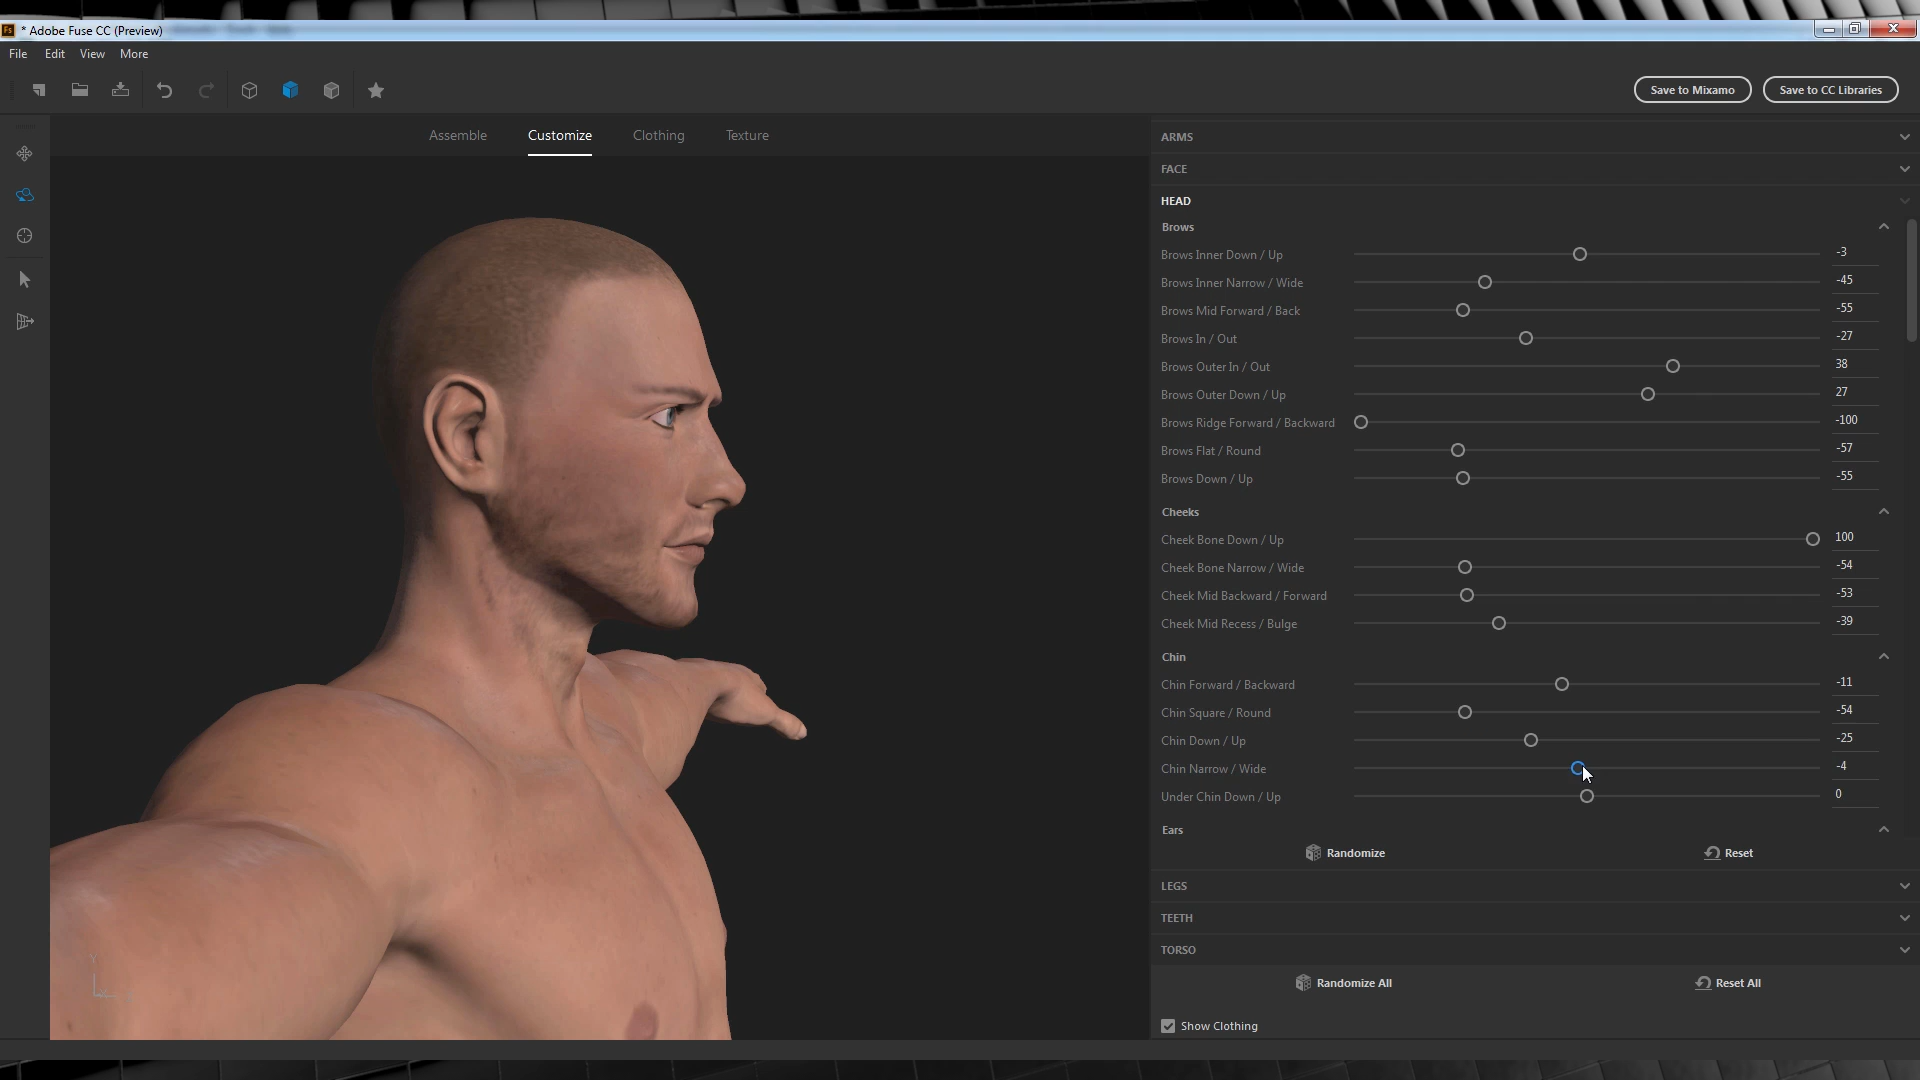 Fs * Adobe Fuse CC (Preview)
File Edit View More
Save to Mixamo Save to CC Libraries
Assemble Customize Clothing Texture
ARMS
FACE
HEAD
Brows
Brows Inner Down / Up -3
Brows Inner Narrow / Wide -45
Brows Mid Forward / Back -55
Brows In / Out -27
Brows Outer In / Out 38
Brows Outer Down / Up 27
Brows Ridge Forward / Backward -100
Brows Flat / Round -57
Brows Down / Up -55
Cheeks
Cheek Bone Down / Up 100
Cheek Bone Narrow / Wide -54
Cheek Mid Backward / Forward -53
Cheek Mid Recess / Bulge -39
Chin
Chin Forward / Backward -11
Chin Square / Round -54
Chin Down / Up -25
Chin Narrow / Wide -4
Under Chin Down / Up 0
Ears
Randomize Reset
LEGS
TEETH
TORSO
Randomize All Reset All
Show Clothing
Y